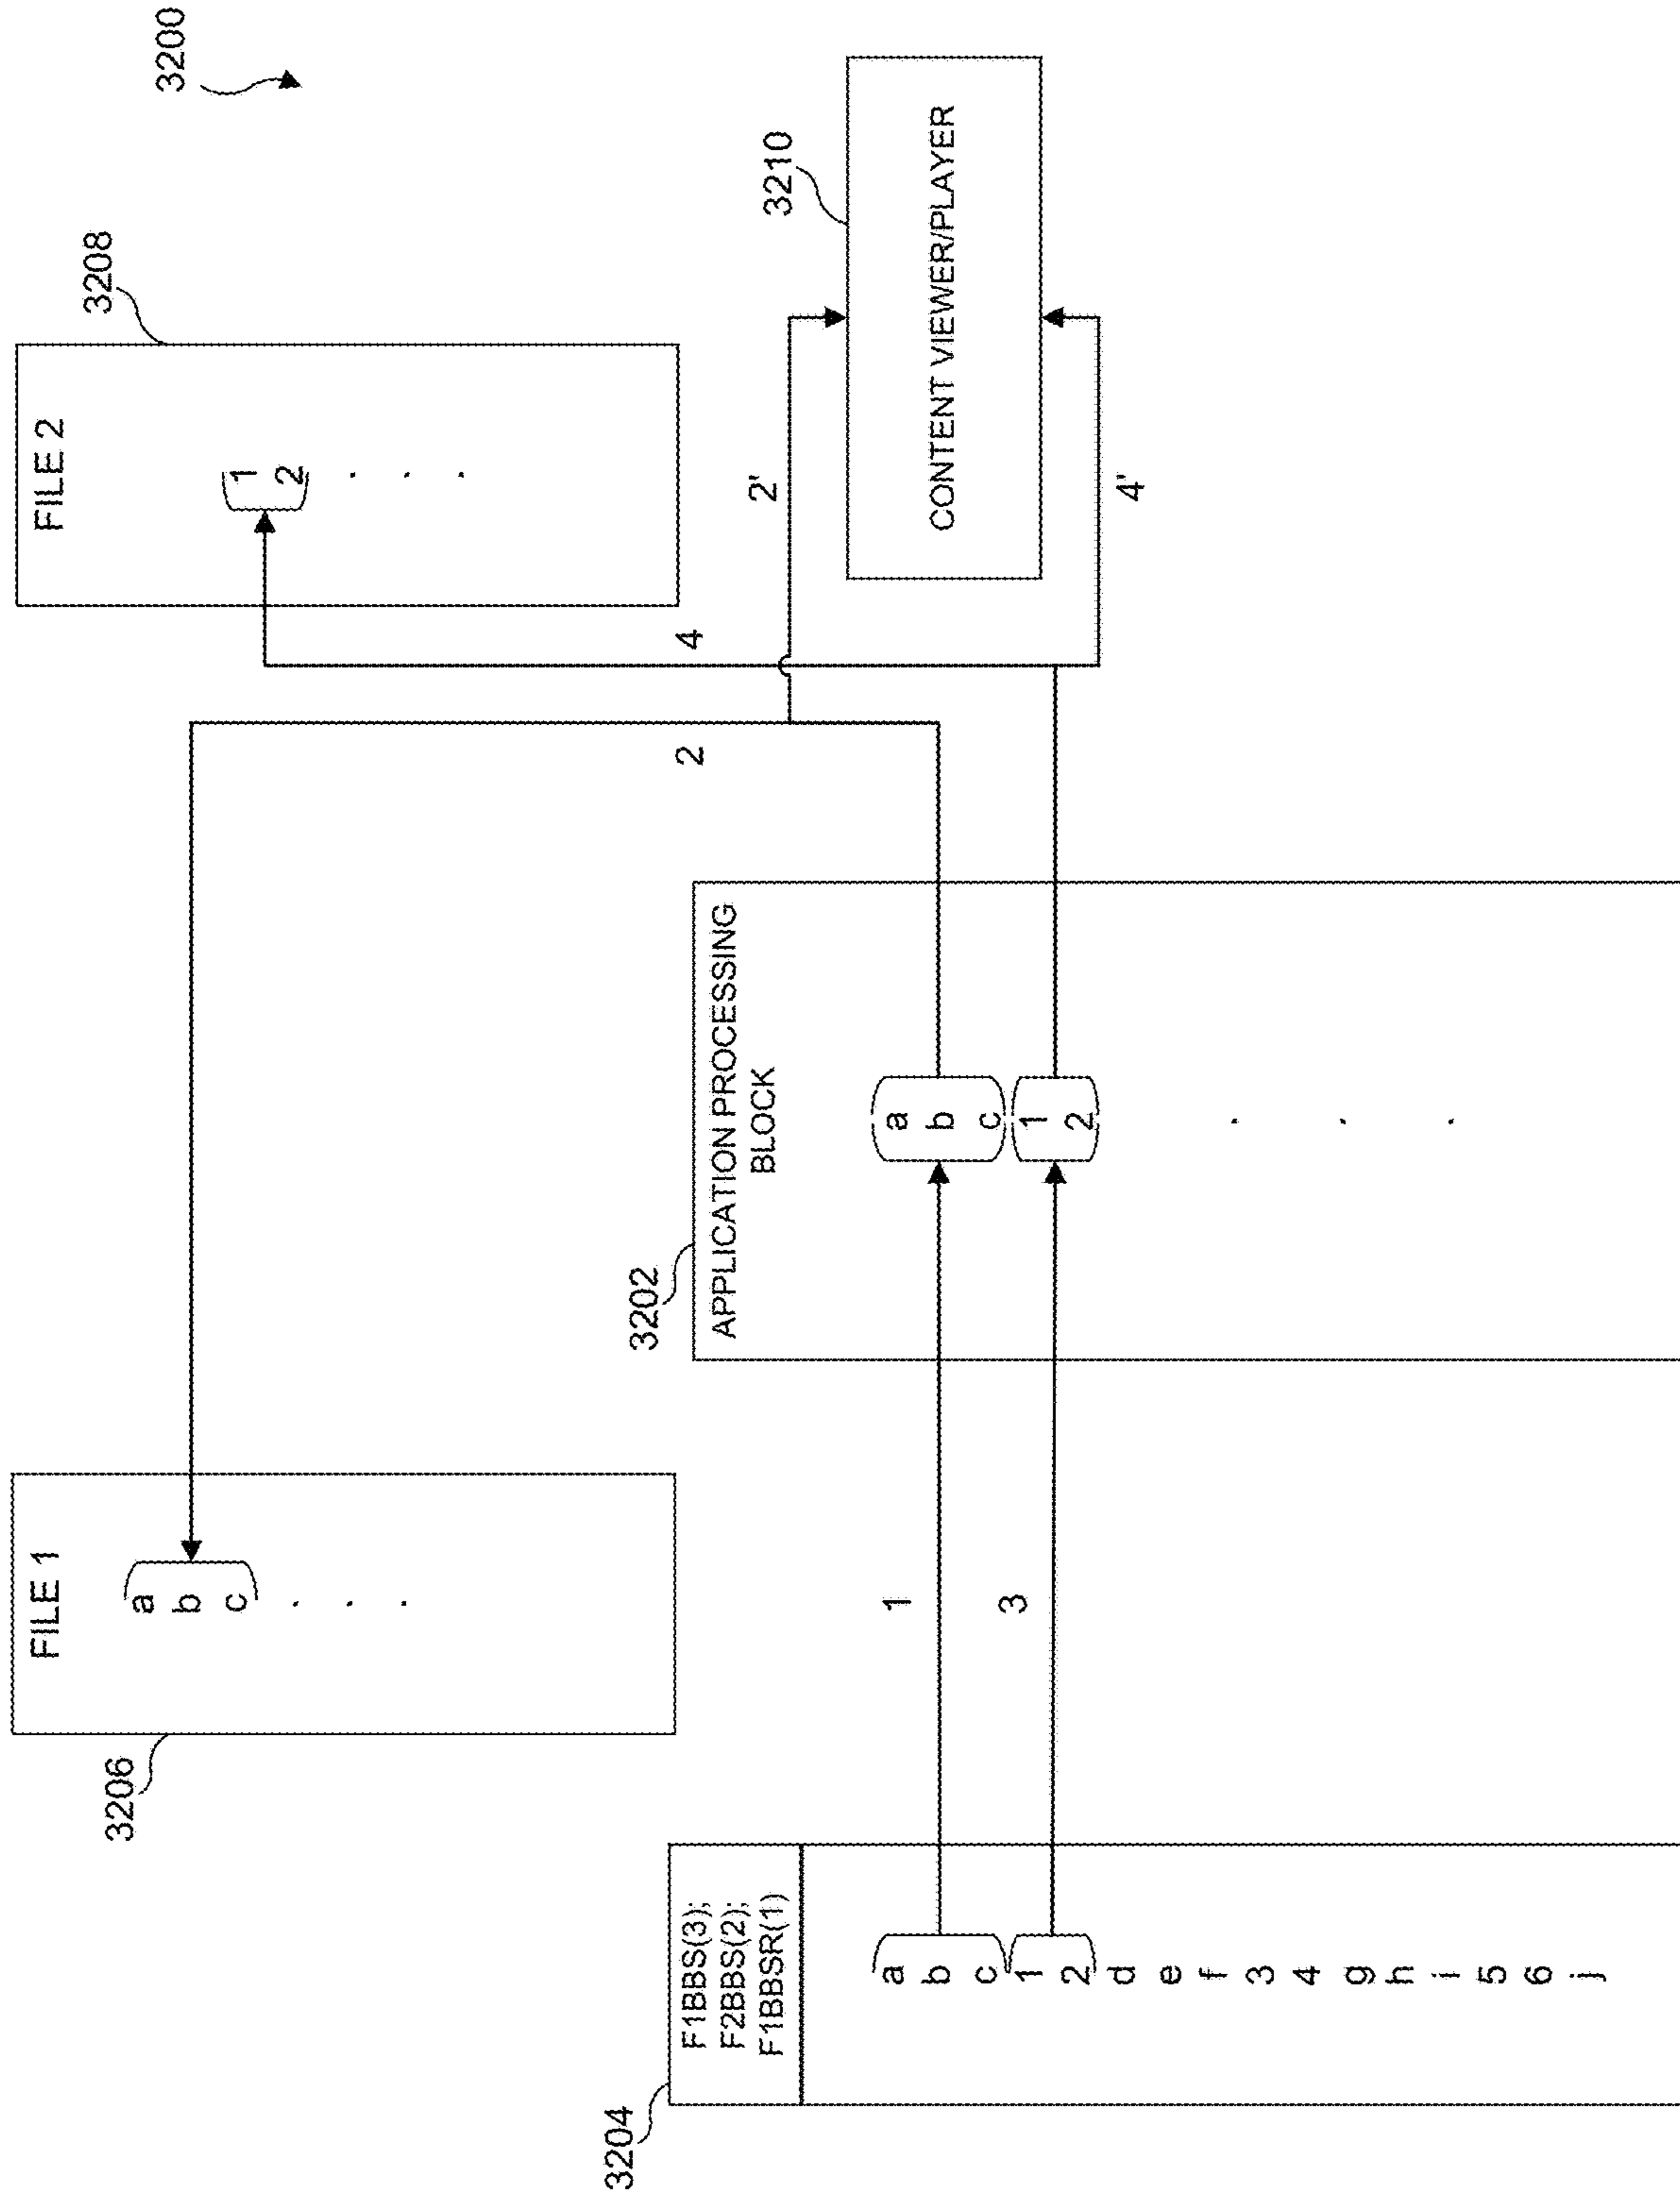 3200
3206
FILE 1
a
b
c
.
.
.
3208
FILE 2
1
2
.
.
.
2
4
2'
3210
CONTENT VIEWER/PLAYER
4'
3204
F1BBS(3);
F2BBS(2);
F1BBSR(1)
a
b
c
1
2
d
e
f
3
4
g
h
i
5
6
j
1
3
3202
APPLICATION PROCESSING
BLOCK
a
b
c
1
2
.
.
.